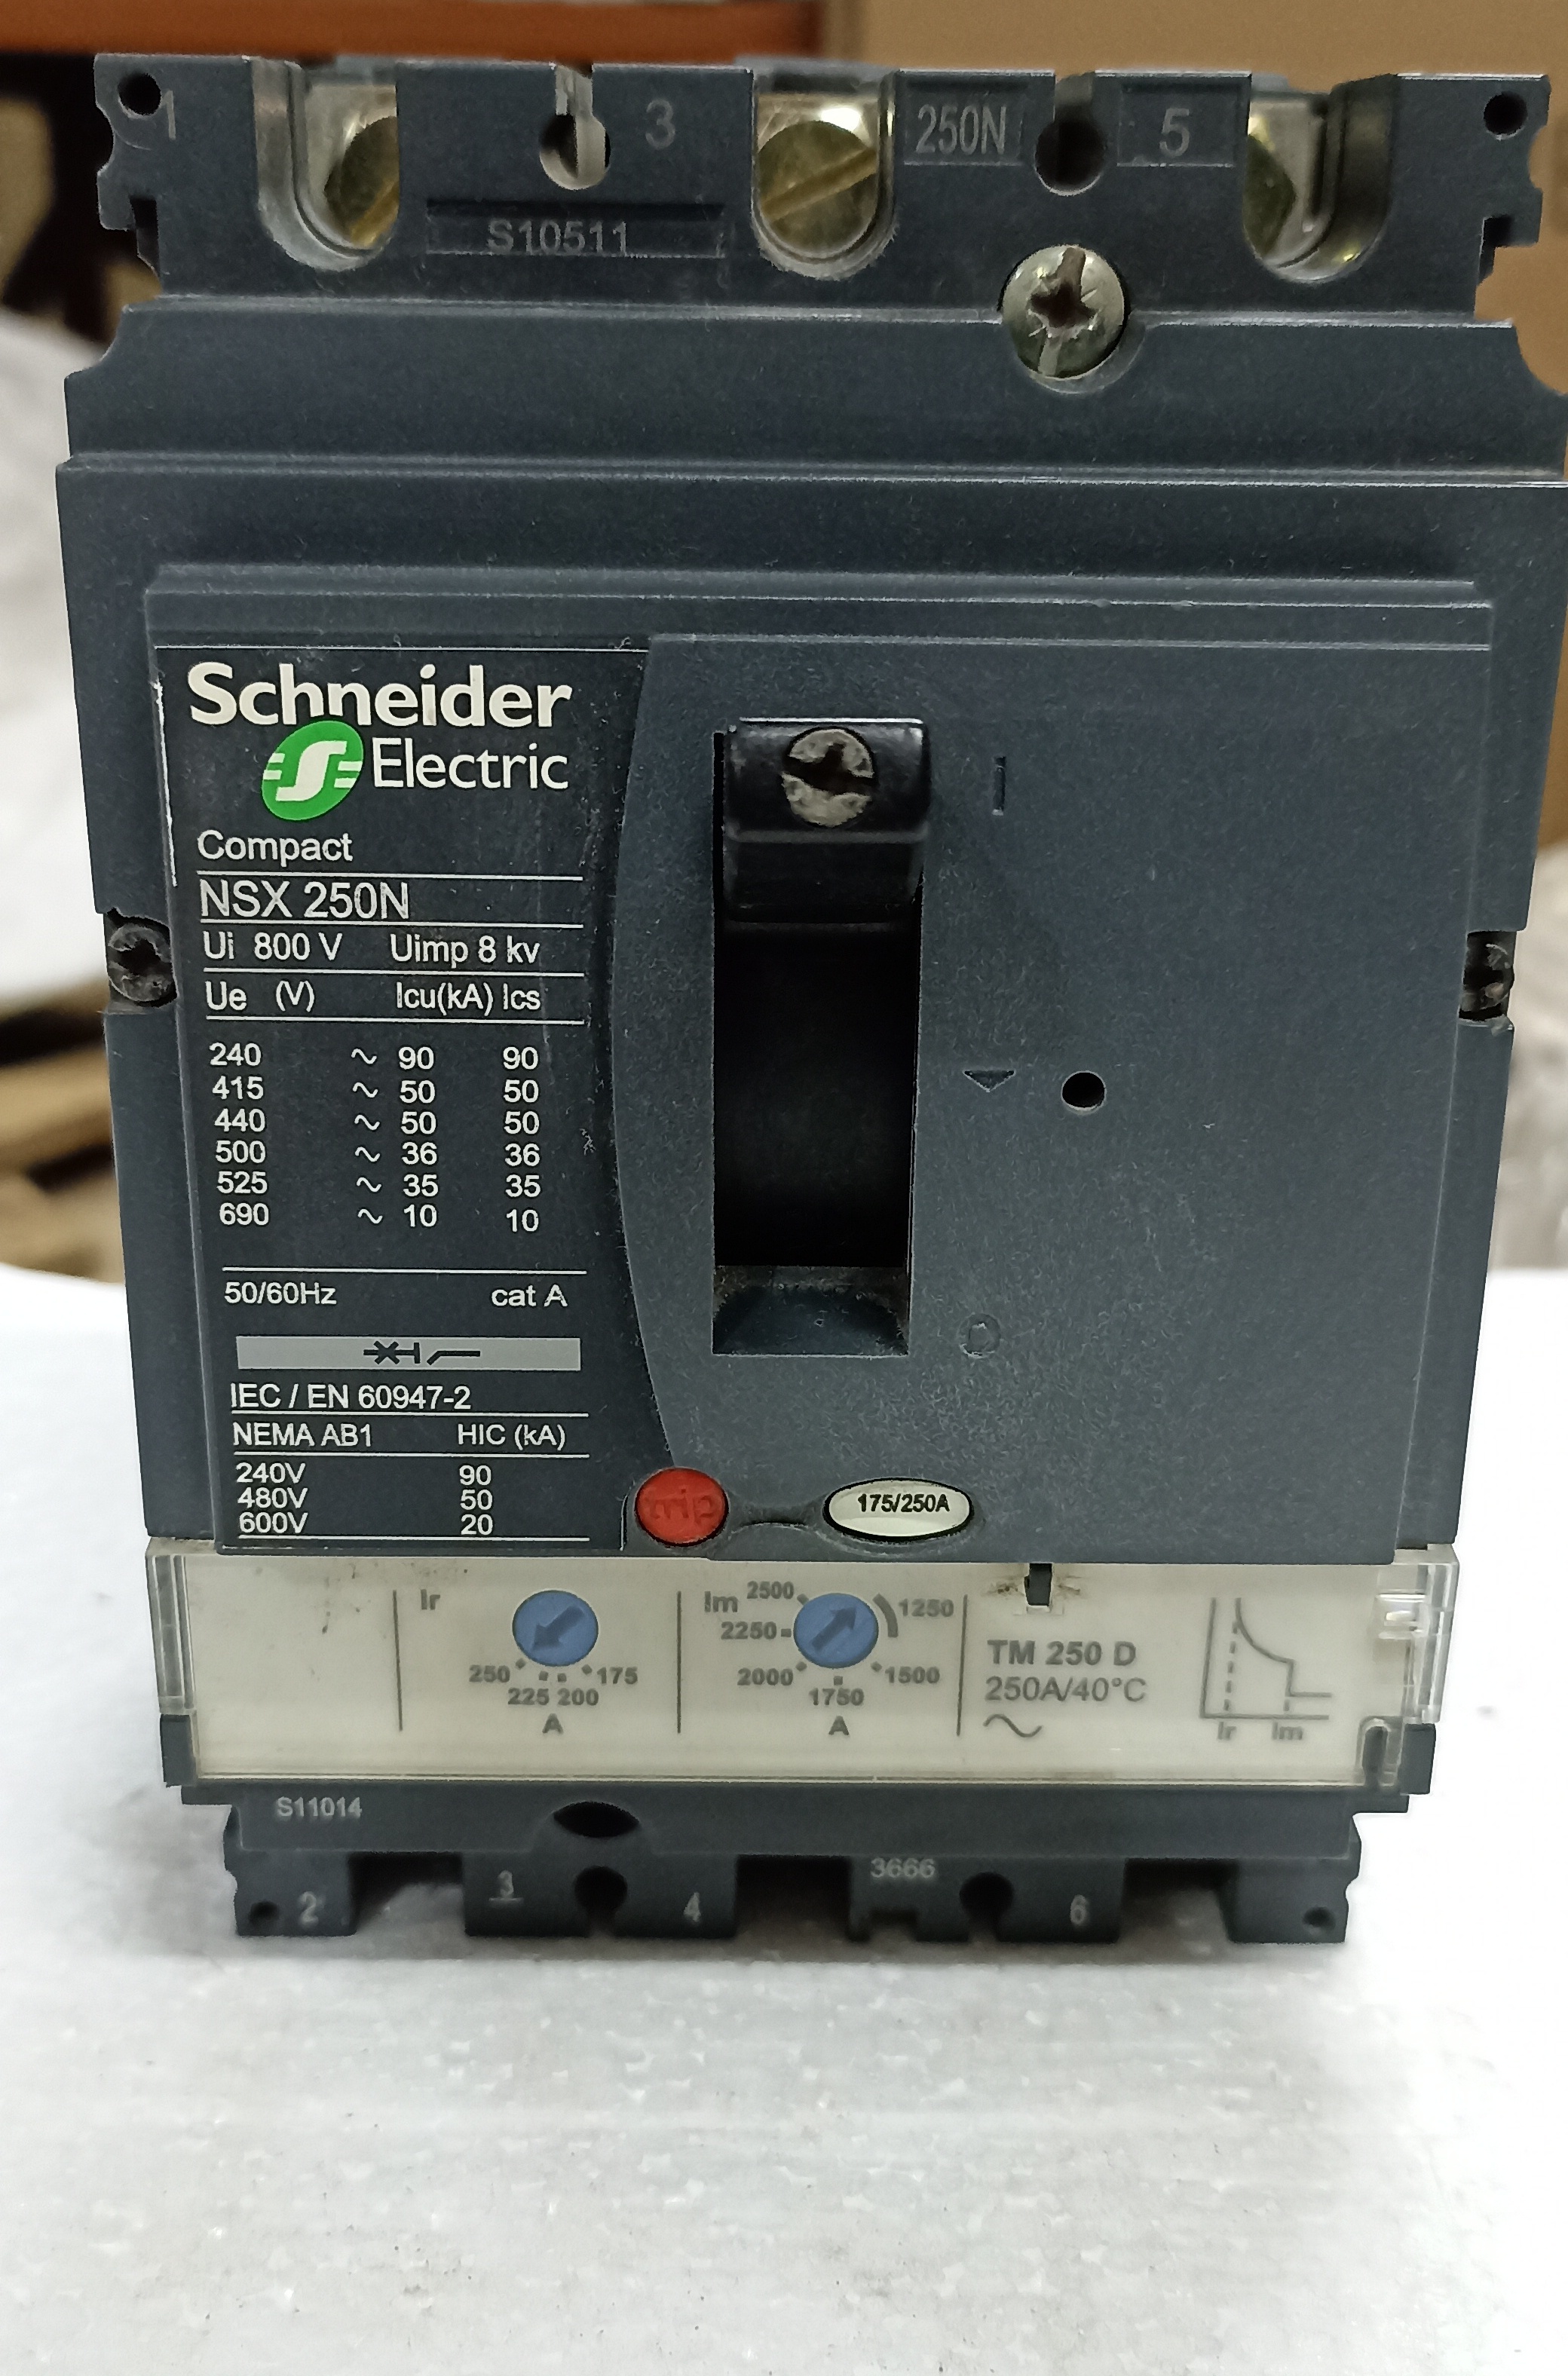 1 3 250N 5
S10511
Schneider
Electric
Compact
NSX 250N
Ui 800 V Uimp 8 kv
Ue (V) Icu(kA) Ics
240 ~ 90 90
415 ~ 50 50
440 ~ 50 50
500 ~ 36 36
525 ~ 35 35
690 ~ 10 10
50/60Hz cat A
IEC / EN 60947-2
NEMA AB1 HIC (kA)
240V 90
480V 50
600V 20
I
O
175/250A
Ir
250 225 200 175
A
Im 2500 1250
2250
2000 1500
1750
A
TM 250 D
250A/40°C
~
Ir Im
S11014
3666
2 3 4 6